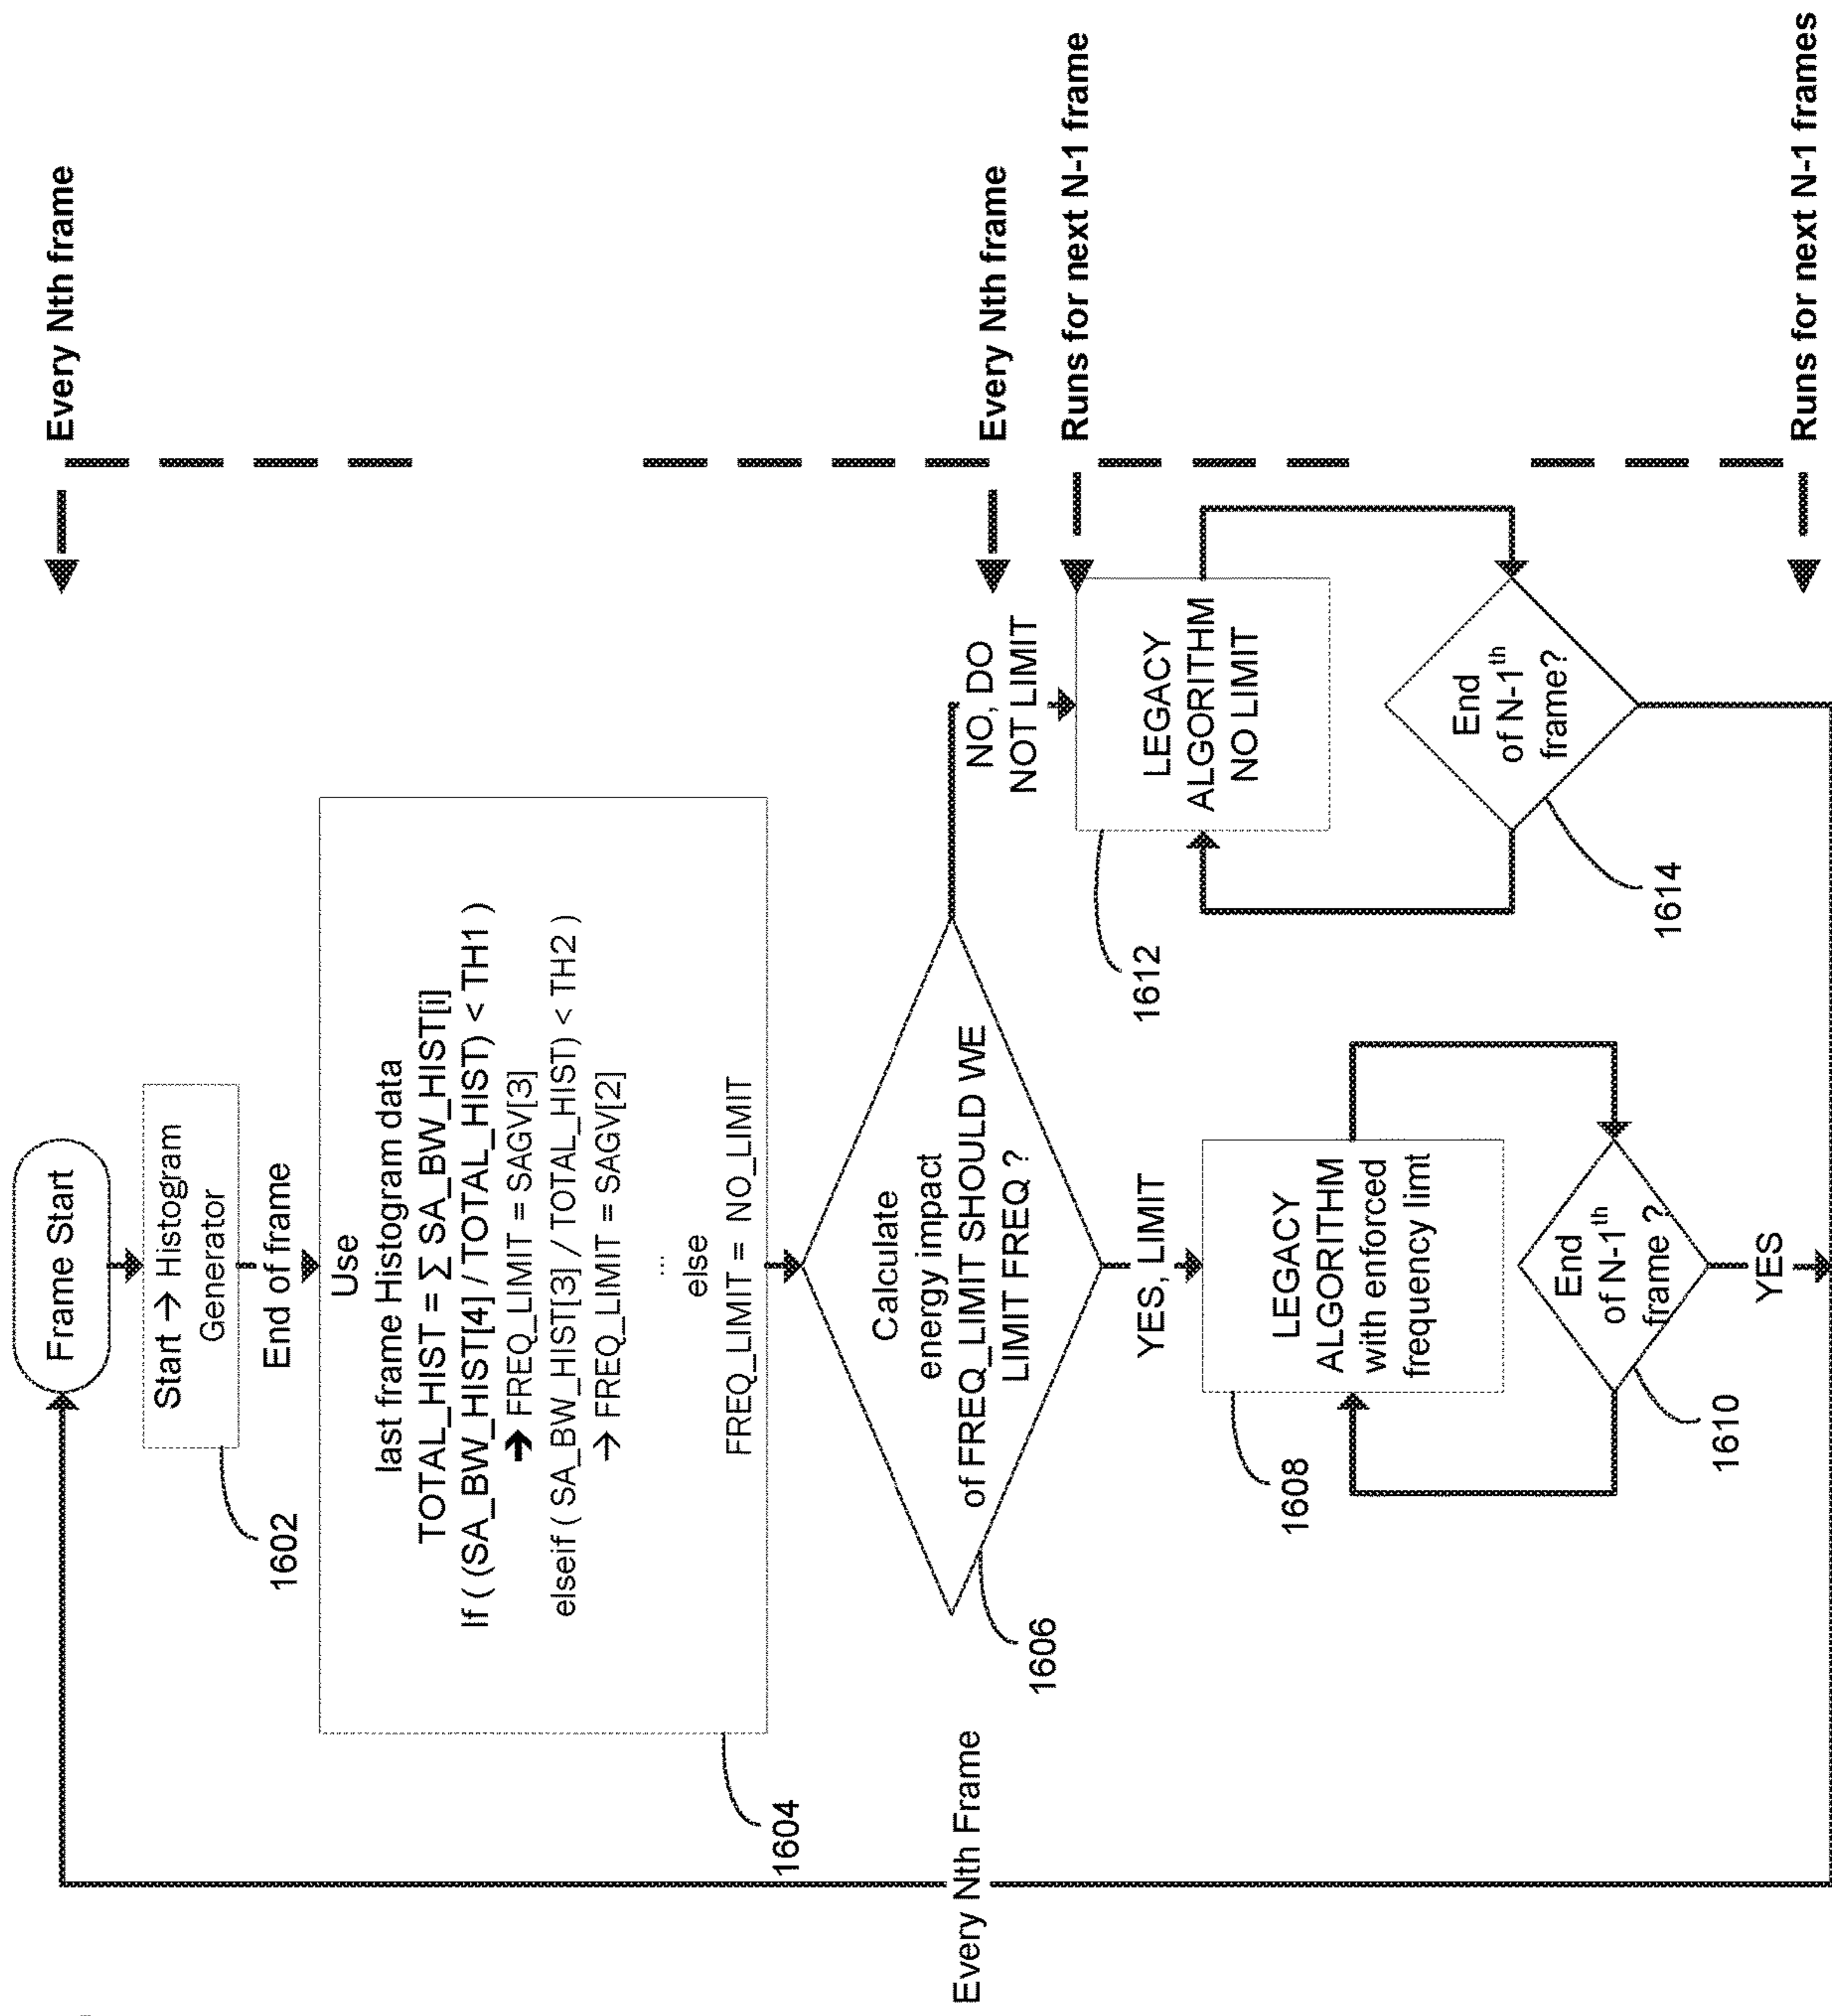 Frame Start
Every Nth frame
Start → Histogram
Generator
1602
End of frame
Use
last frame Histogram data
TOTAL_HIST = ∑ SA_BW_HIST[i]
If ( (SA_BW_HIST[4] / TOTAL_HIST) < TH1 )
→ FREQ_LIMIT = SAGV[3]
elseif ( SA_BW_HIST[3] / TOTAL_HIST) < TH2 )
→ FREQ_LIMIT = SAGV[2]
...
else
FREQ_LIMIT = NO_LIMIT
1604
Calculate
energy impact
of FREQ_LIMIT SHOULD WE
LIMIT FREQ ?
1606
Every Nth Frame
NO, DO
NOT LIMIT
Every Nth frame
Runs for next N-1 frame
YES, LIMIT
LEGACY
ALGORITHM
with enforced
frequency limt
1608
LEGACY
ALGORITHM
NO LIMIT
1612
End
of N-1th
frame ?
1610
YES
End
of N-1th
frame?
1614
Runs for next N-1 frames